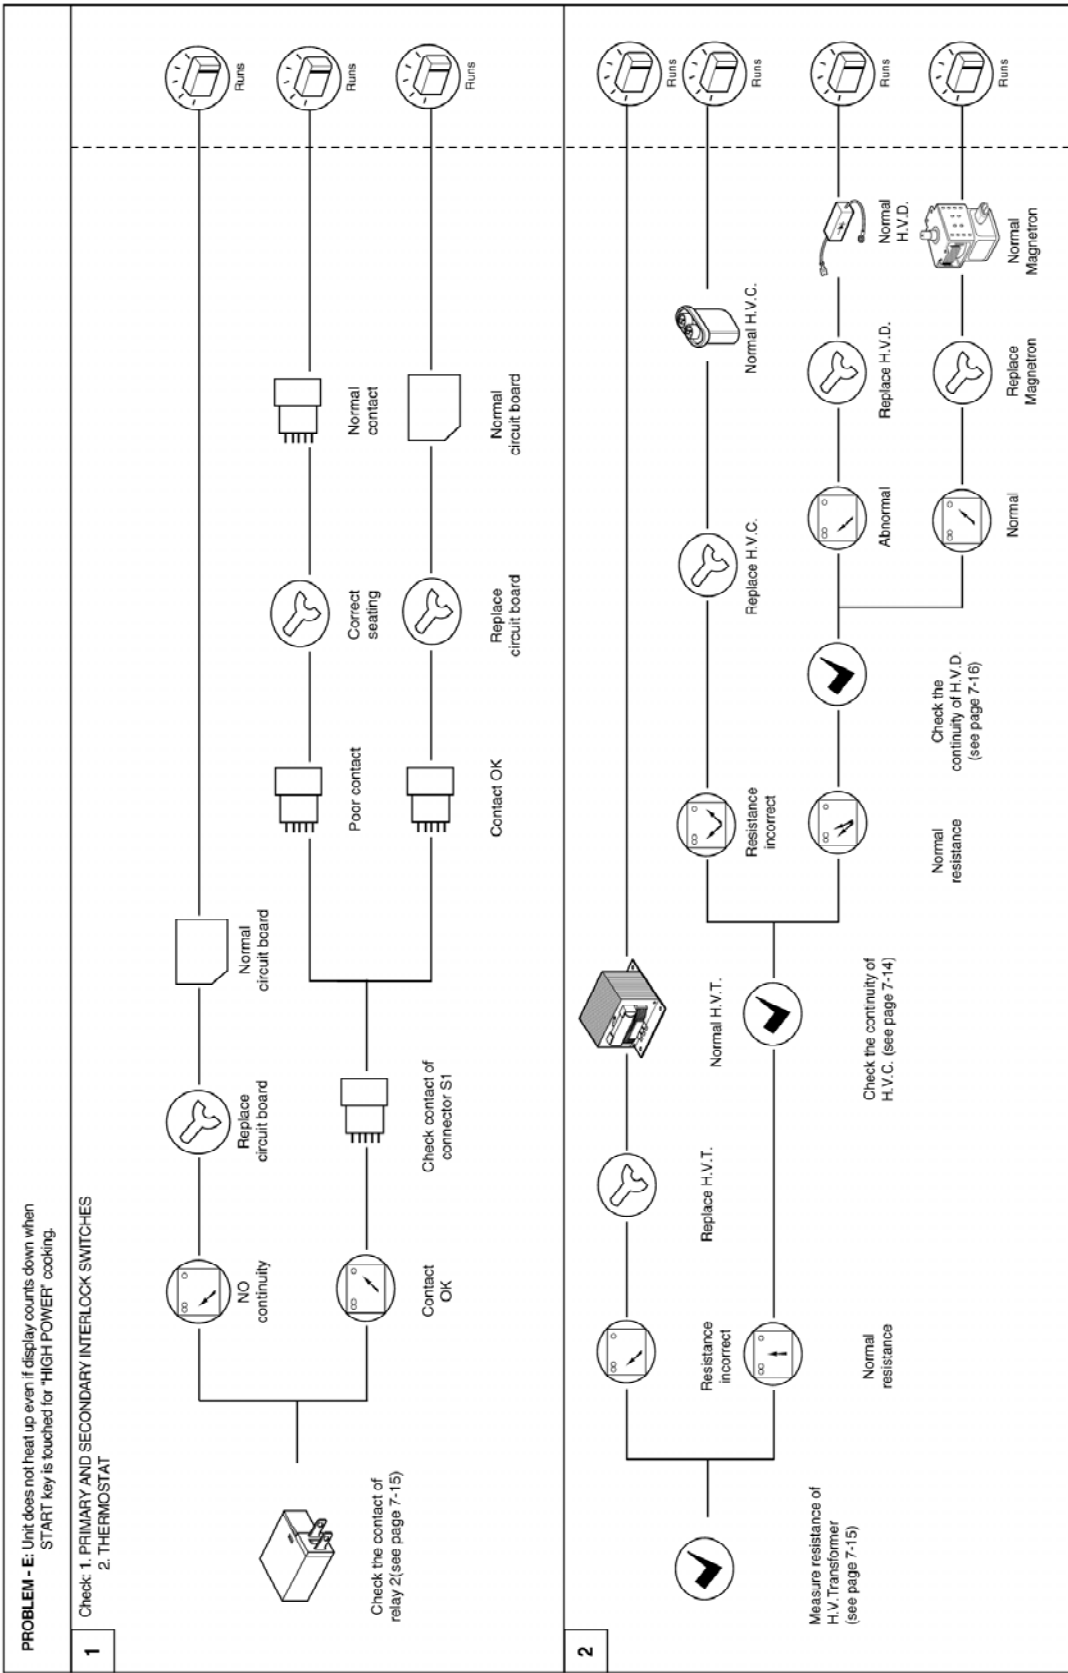 PROBLEM - E: Unit does not heat up even if display counts down when
START key is touched for "HIGH POWER" cooking.
1
Check: 1. PRIMARY AND SECONDARY INTERLOCK SWITCHES
2. THERMOSTAT
Check the contact of
relay 2(see page 7-15)
NO
continuity
Replace
circuit board
Normal
circuit board
Runs
Contact
OK
Check contact of
connector S1
Poor contact
Correct
seating
Normal
contact
Runs
Contact OK
Replace
circuit board
Normal
circuit board
Runs
2
Measure resistance of
H.V.Transformer
(see page 7-15)
Resistance
incorrect
Replace H.V.T.
Normal H.V.T.
Runs
Normal
resistance
Check the continuity of
H.V.C. (see page 7-14)
Resistance
incorrect
Replace H.V.C.
Normal H.V.C.
Runs
Normal
resistance
Check the
continuity of H.V.D.
(see page 7-16)
Abnormal
Replace H.V.D.
Normal
H.V.D.
Runs
Normal
Replace
Magnetron
Normal
Magnetron
Runs